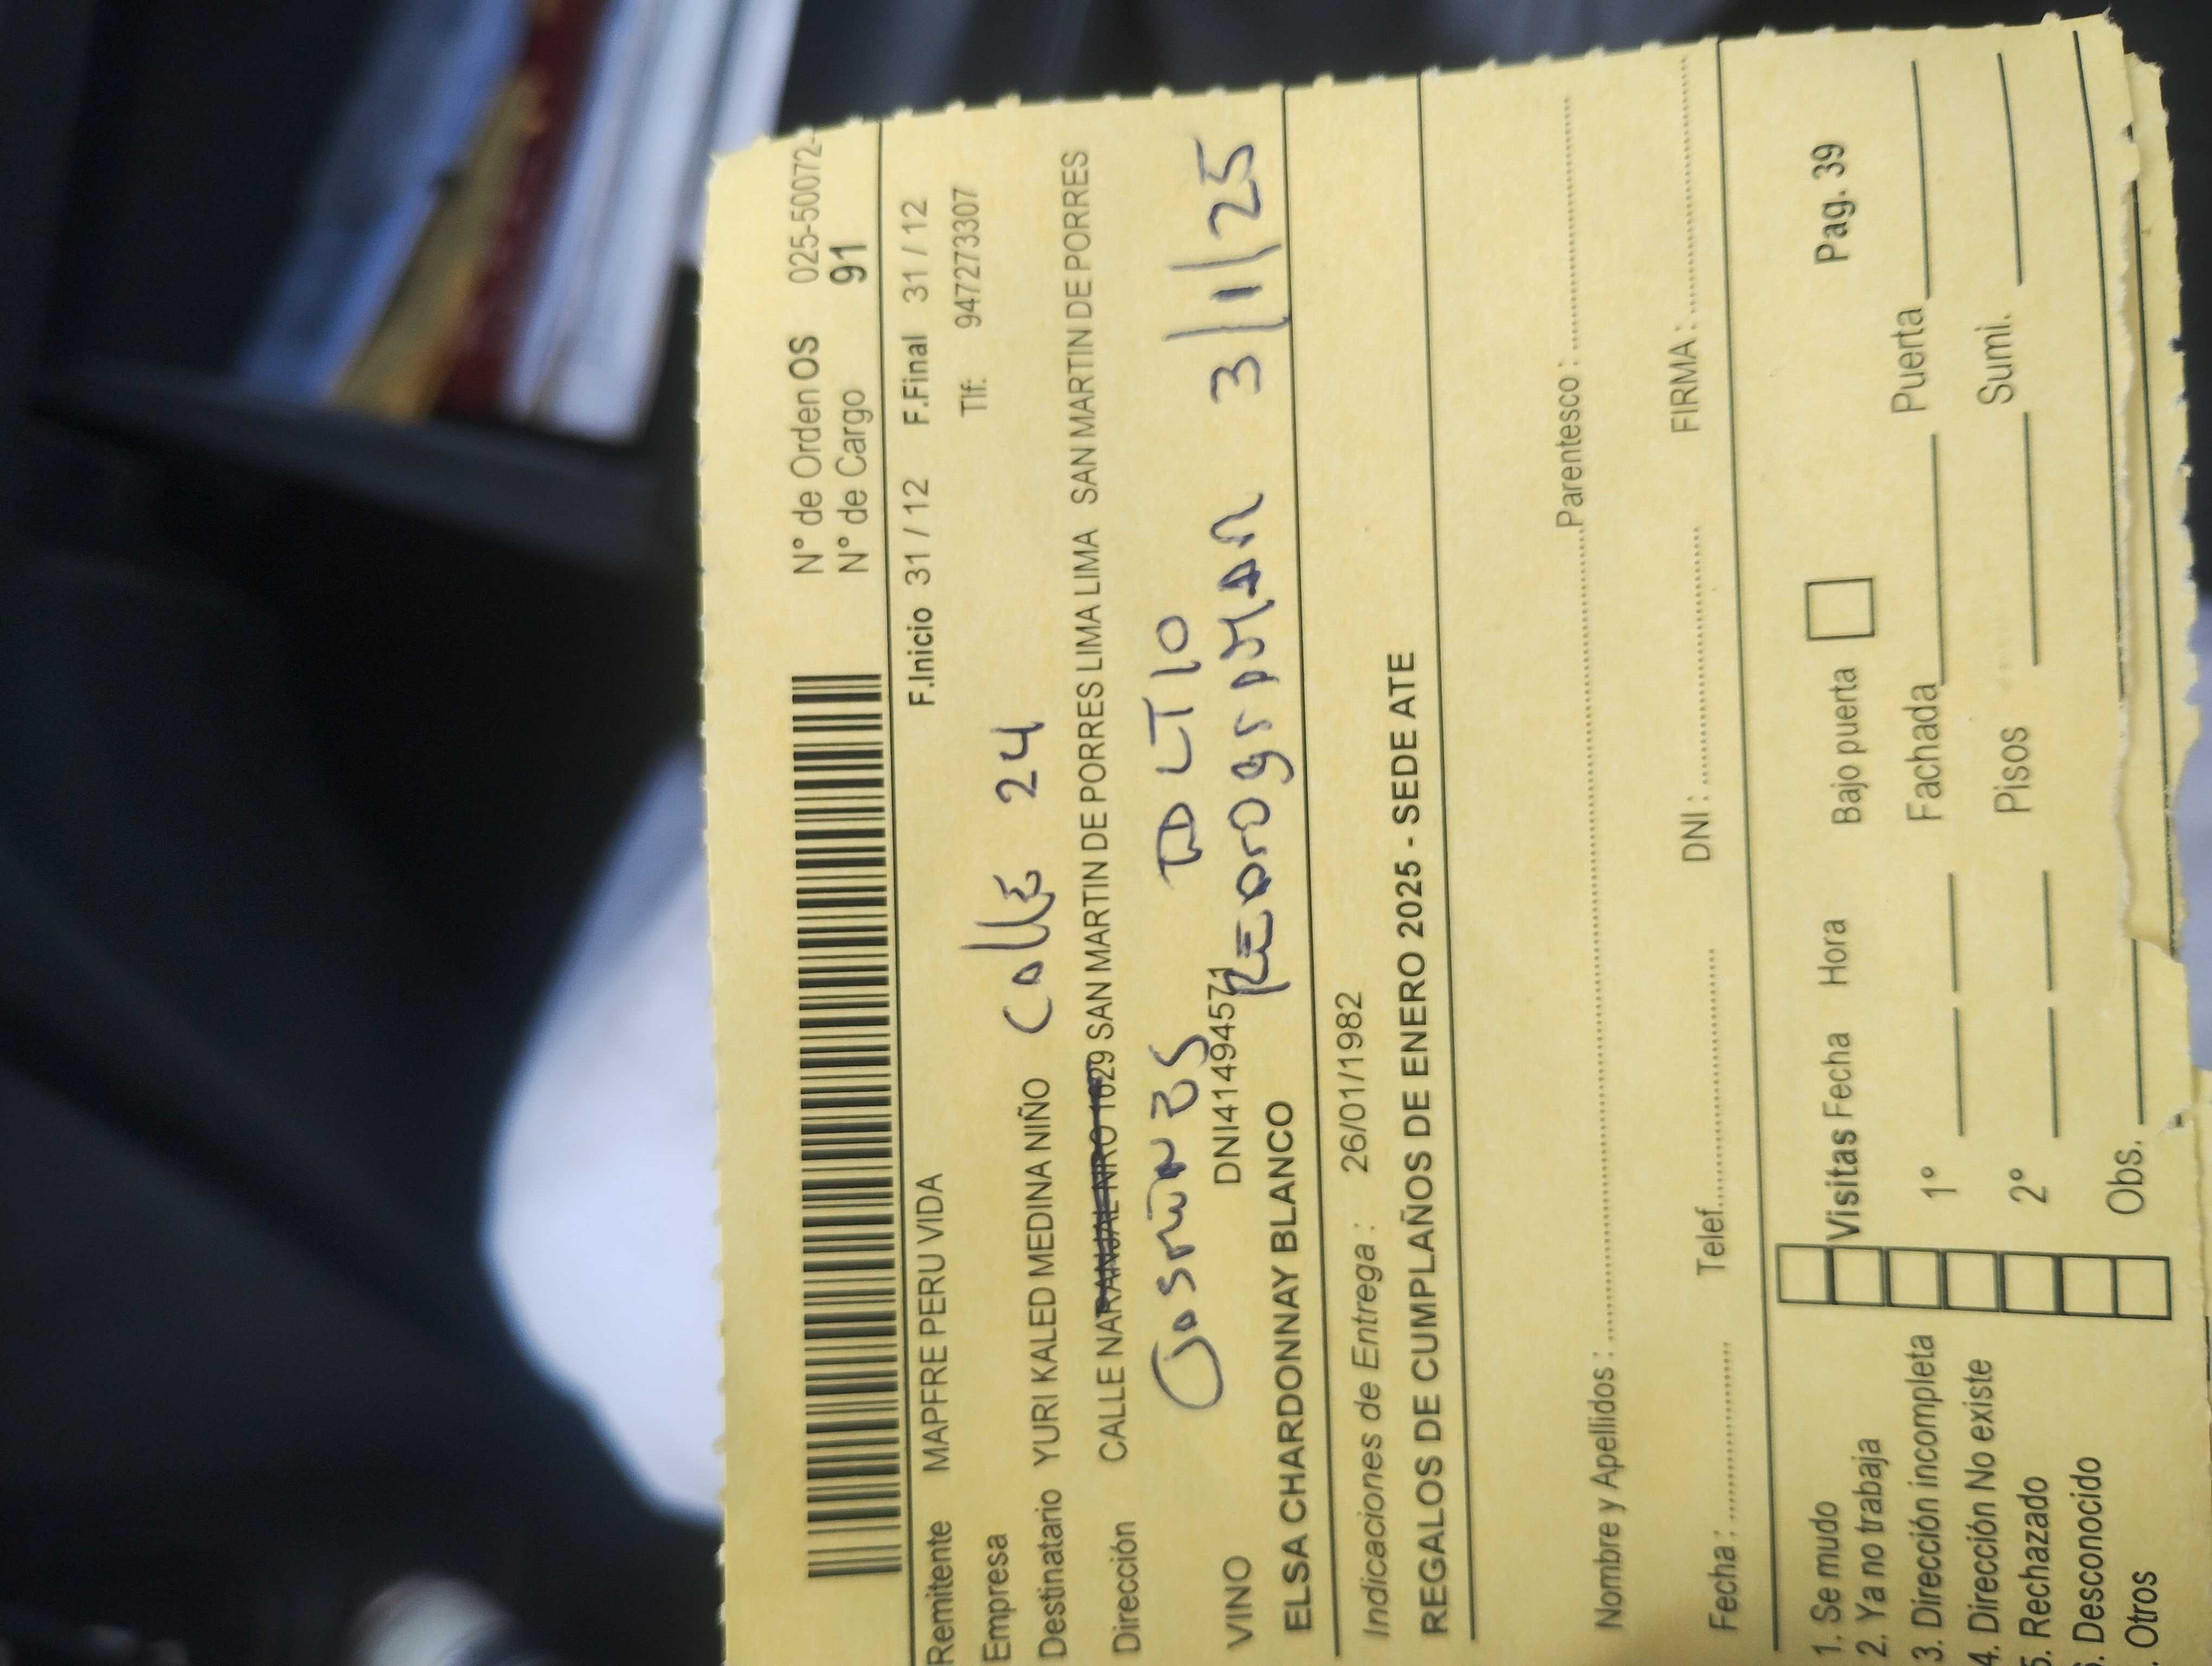 N° de Orden OS 025-50072-
N° de Cargo 91
F.Inicio 31 / 12 F.Final 31 / 12
Remitente MAPFRE PERU VIDA
Tlf: 947273307
Empresa
calle 24
Destinatario YURI KALED MEDINA NIÑO
Dirección CALLE NARANJAL NRO 1629 SAN MARTIN DE PORRES LIMA LIMA SAN MARTIN DE PORRES
LT 10
VINO DNI41494571
3/1/25
ELSA CHARDONNAY BLANCO
Indicaciones de Entrega : 26/01/1982
REGALOS DE CUMPLAÑOS DE ENERO 2025 - SEDE ATE
Nombre y Apellidos : Parentesco :
Fecha : Telef. DNI : FIRMA :
1. Se mudo
2. Ya no trabaja
3. Dirección incompleta
4. Dirección No existe
5. Rechazado
6. Desconocido
. Otros
Visitas Fecha Hora Bajo puerta Pag. 39
1° Fachada Puerta
2° Pisos Sumi.
Obs.